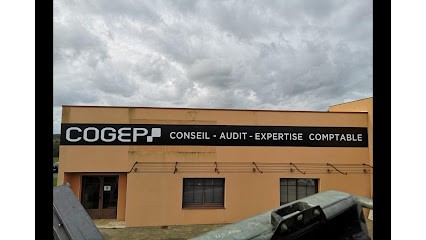 COGEP CONSEIL - AUDIT - EXPERTISE COMPTABLE